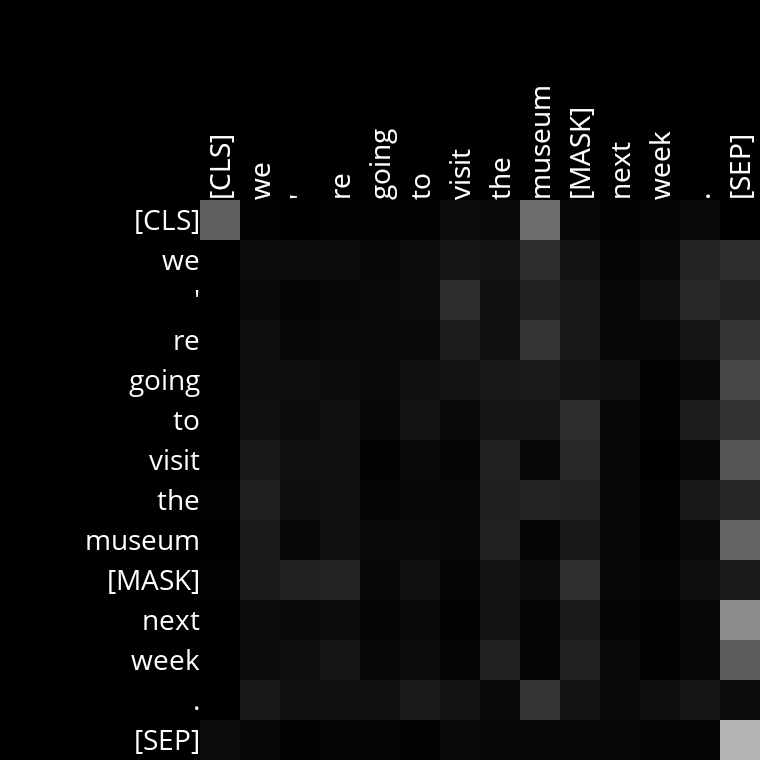 [CLS] we ' re going to visit the museum [MASK] next week . [SEP]
[CLS]
we
'
re
going
to
visit
the
museum
[MASK]
next
week
.
[SEP]